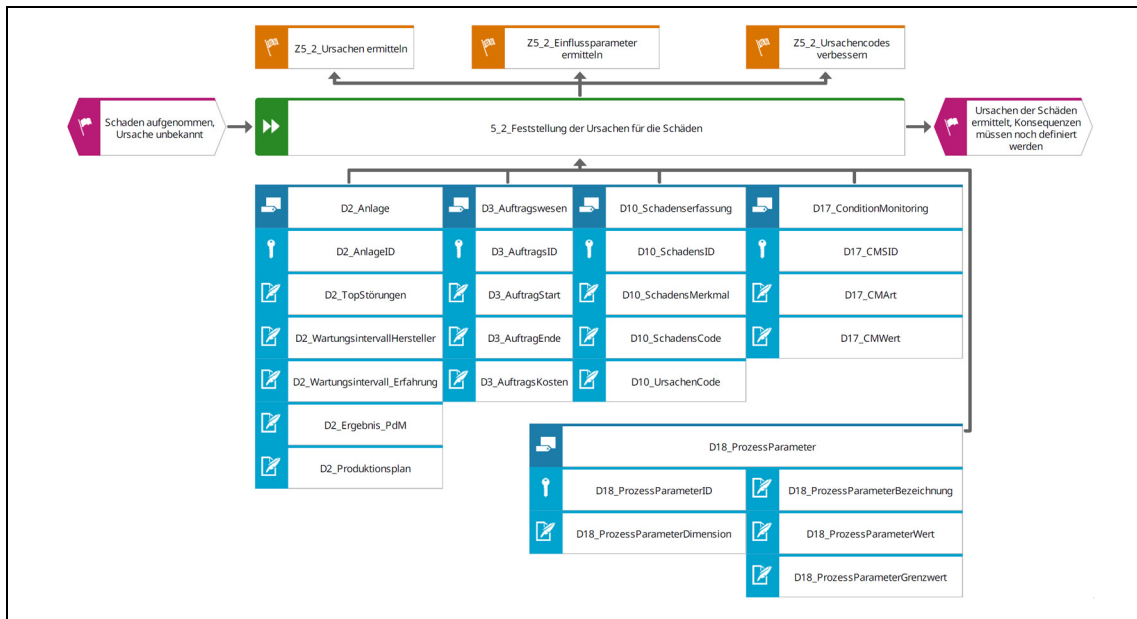 Z5_2_Ursachen ermitteln
Z5_2_Einflussparameter
ermitteln
Z5_2_Ursachencodes
verbessern
Schaden aufgenommen,
Ursache unbekannt
5_2_Feststellung der Ursachen für die Schäden
Ursachen der Schäden
ermittelt, Konsequenzen
müssen noch definiert
werden
D2_Anlage
D3_Auftragswesen
D10_Schadenserfassung
D17_ConditionMonitoring
D2_AnlageID
D3_AuftragsID
D10_SchadensID
D17_CMSID
D2_TopStörungen
D3_AuftragStart
D10_SchadensMerkmal
D17_CMArt
D2_WartungsintervallHersteller
D3_AuftragEnde
D10_SchadensCode
D17_CMWert
D2_Wartungsintervall_Erfahrung
D3_AuftragsKosten
D10_UrsachenCode
D2_Ergebnis_PdM
D2_Produktionsplan
D18_ProzessParameter
D18_ProzessParameterID
D18_ProzessParameterBezeichnung
D18_ProzessParameterDimension
D18_ProzessParameterWert
D18_ProzessParameterGrenzwert